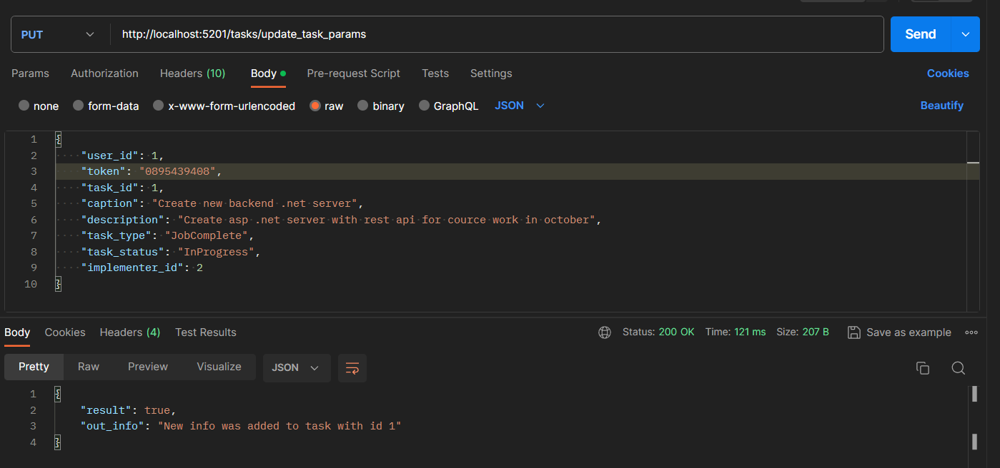 PUT http://localhost:5201/tasks/update_task_params Send
Params Authorization Headers (10) Body Pre-request Script Tests Settings Cookies
none form-data x-www-form-urlencoded raw binary GraphQL JSON Beautify
1 {
2 "user_id": 1,
3 "token": "0895439408",
4 "task_id": 1,
5 "caption": "Create new backend .net server",
6 "description": "Create asp .net server with rest api for cource work in october",
7 "task_type": "JobComplete",
8 "task_status": "InProgress",
9 "implementer_id": 2
10 }
Body Cookies Headers (4) Test Results Status: 200 OK Time: 121 ms Size: 207 B Save as example
Pretty Raw Preview Visualize JSON
1 {
2 "result": true,
3 "out_info": "New info was added to task with id 1"
4 }